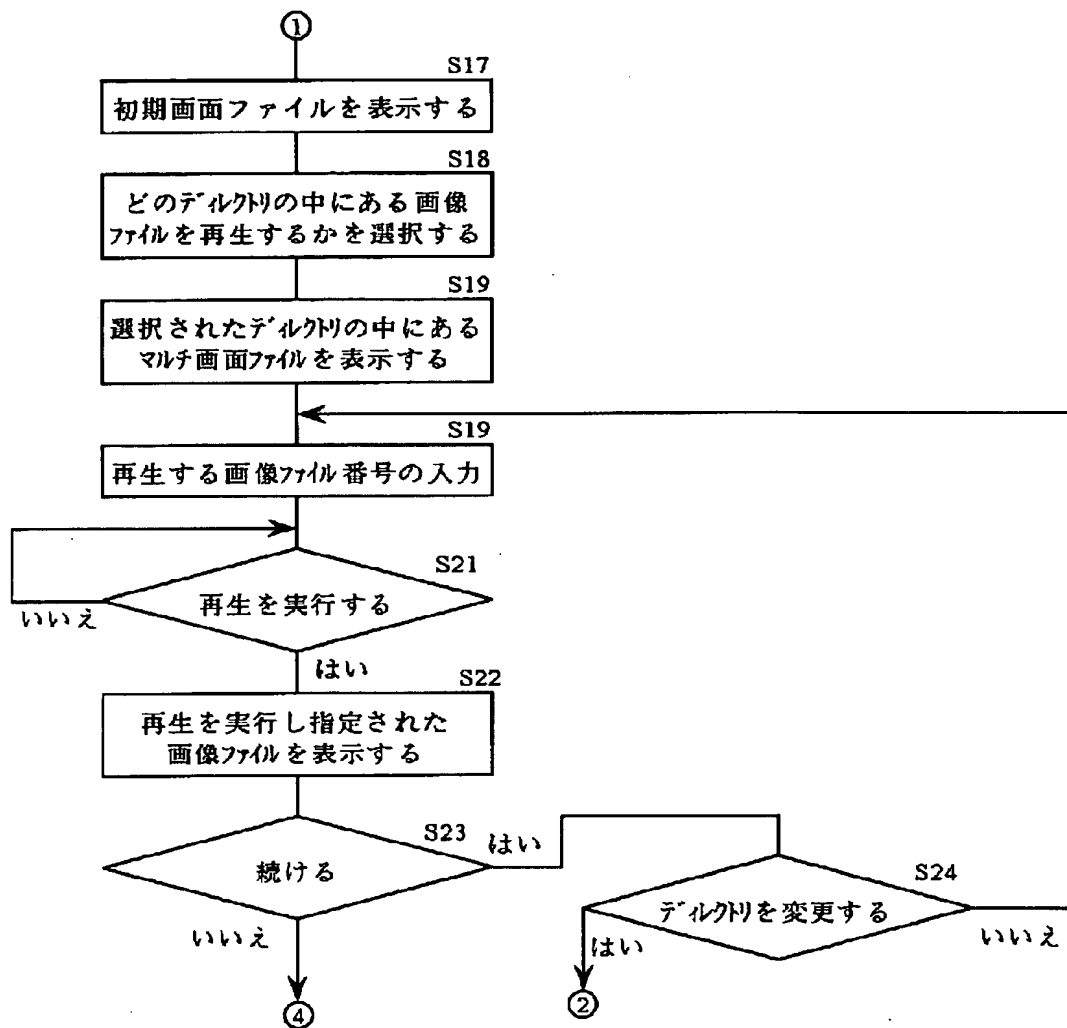 ①
S17
初期画面ファイルを表示する
S18
どのディレクトリの中にある画像
ファイルを再生するかを選択する
S19
選択されたディレクトリの中にある
マルチ画面ファイルを表示する
S19
再生する画像ファイル番号の入力
S21
再生を実行する
いいえ
はい
S22
再生を実行し指定された
画像ファイルを表示する
S23
続ける
はい
いいえ
S24
ディレクトリを変更する
はい
いいえ
④
②